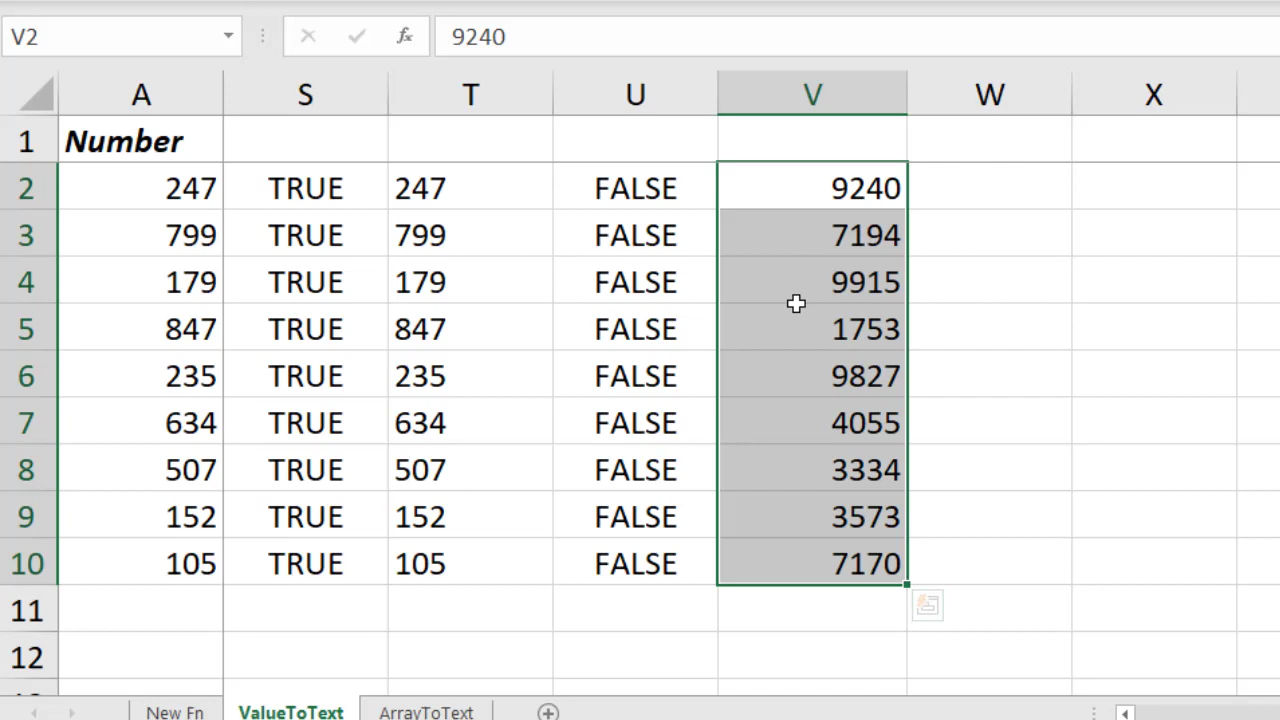 V2 fx 9240
A S T U V W X
1 Number
2 247 TRUE 247 FALSE 9240
3 799 TRUE 799 FALSE 7194
4 179 TRUE 179 FALSE 9915
5 847 TRUE 847 FALSE 1753
6 235 TRUE 235 FALSE 9827
7 634 TRUE 634 FALSE 4055
8 507 TRUE 507 FALSE 3334
9 152 TRUE 152 FALSE 3573
10 105 TRUE 105 FALSE 7170
11
12
New Fn ValueToText ArrayToText